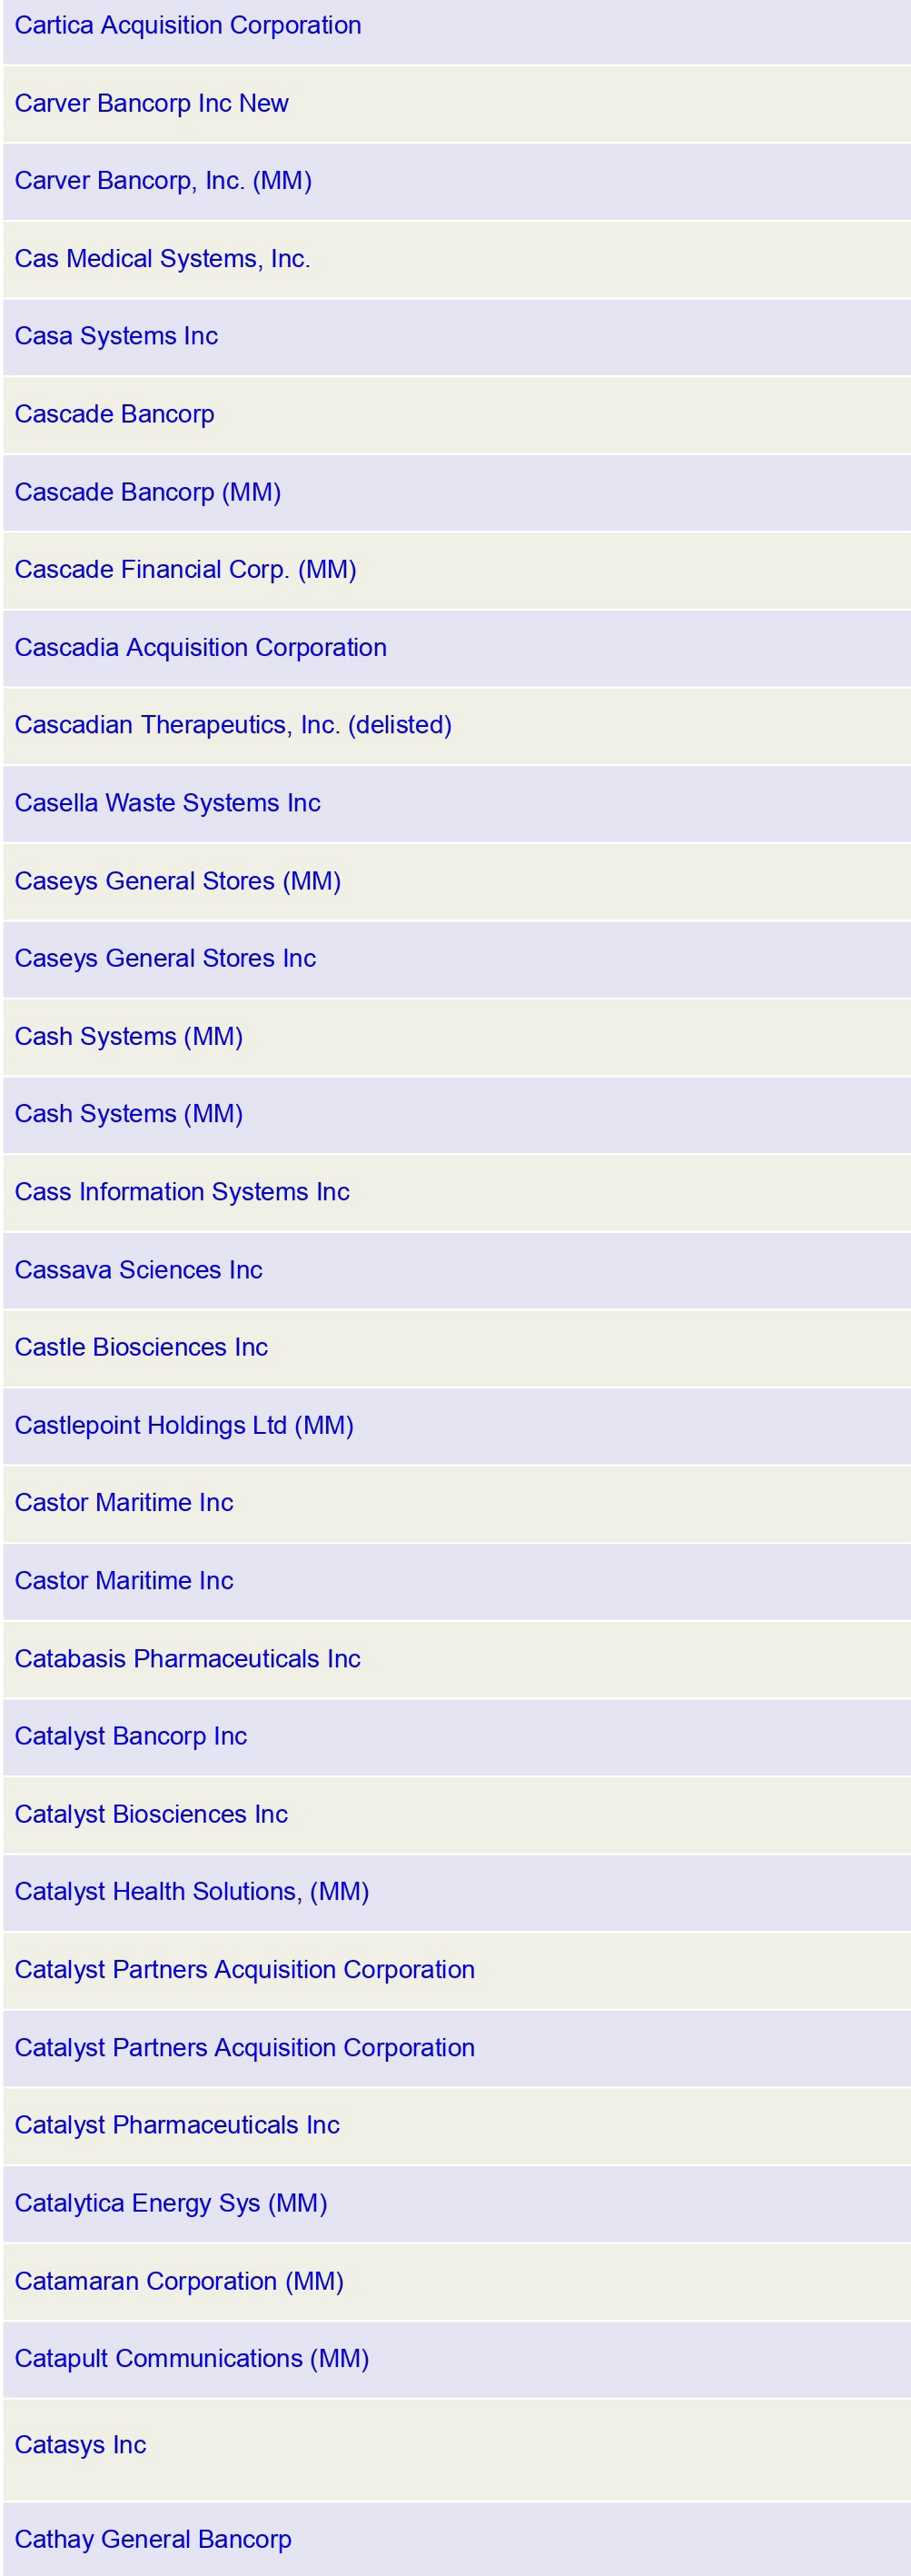 Cartica Acquisition Corporation
Carver Bancorp Inc New
Carver Bancorp, Inc. (MM)
Cas Medical Systems, Inc.
Casa Systems Inc
Cascade Bancorp
Cascade Bancorp (MM)
Cascade Financial Corp. (MM)
Cascadia Acquisition Corporation
Cascadian Therapeutics, Inc. (delisted)
Casella Waste Systems Inc
Caseys General Stores (MM)
Caseys General Stores Inc
Cash Systems (MM)
Cash Systems (MM)
Cass Information Systems Inc
Cassava Sciences Inc
Castle Biosciences Inc
Castlepoint Holdings Ltd (MM)
Castor Maritime Inc
Castor Maritime Inc
Catabasis Pharmaceuticals Inc
Catalyst Bancorp Inc
Catalyst Biosciences Inc
Catalyst Health Solutions, (MM)
Catalyst Partners Acquisition Corporation
Catalyst Partners Acquisition Corporation
Catalyst Pharmaceuticals Inc
Catalytica Energy Sys (MM)
Catamaran Corporation (MM)
Catapult Communications (MM)
Catasys Inc
Cathay General Bancorp